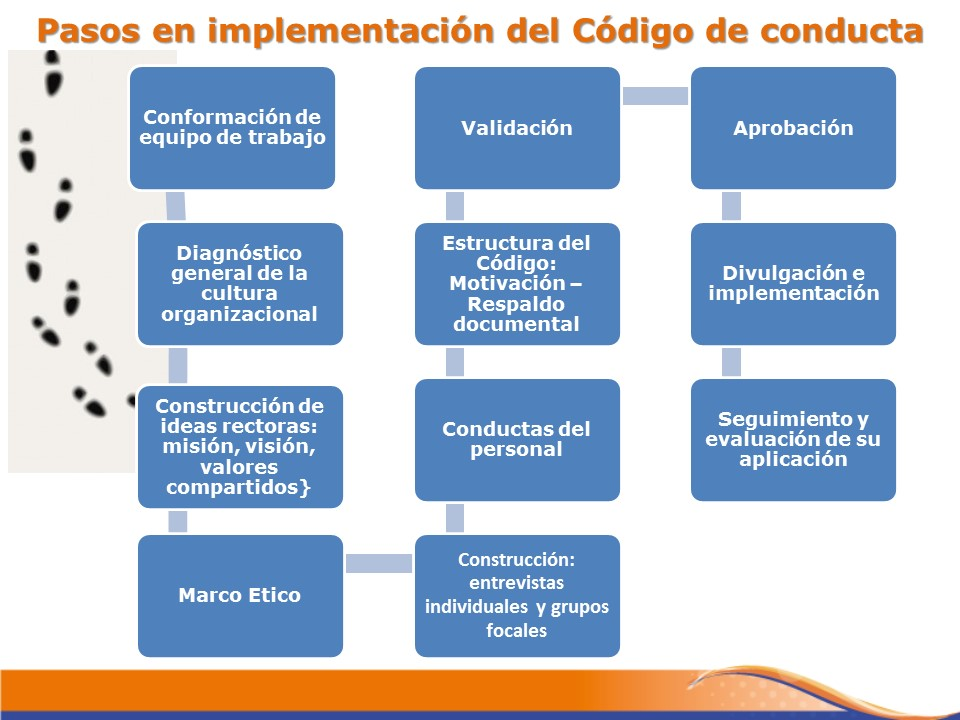 Pasos en implementación del Código de conducta
Conformación de
equipo de trabajo
Diagnóstico
general de la
cultura
organizacional
Construcción de
ideas rectoras:
misión, visión,
valores
compartidos}
Marco Etico
Construcción:
entrevistas
individuales y grupos
focales
Conductas del
personal
Estructura del
Código:
Motivación –
Respaldo
documental
Validación
Aprobación
Divulgación e
implementación
Seguimiento y
evaluación de su
aplicación